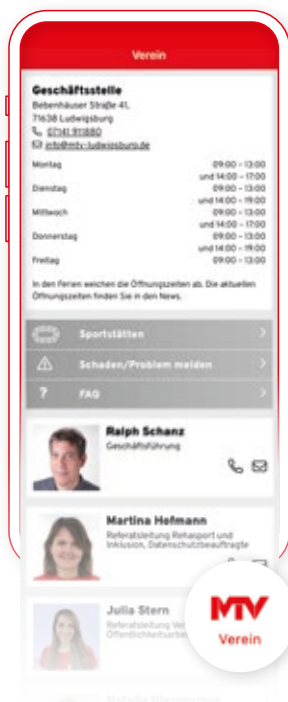 Verein
Geschäftsstelle
Bebenhäuser Straße 41,
71638 Ludwigsburg
07141 911880
info@mtv-ludwigsburg.de
Montag 09:00 - 13:00
und 14:00 - 17:00
Dienstag 09:00 - 13:00
und 14:00 - 19:00
Mittwoch 09:00 - 13:00
und 14:00 - 17:00
Donnerstag 09:00 - 13:00
und 14:00 - 19:00
Freitag 09:00 - 13:00
In den Ferien weichen die Öffnungszeiten ab. Die aktuellen
Öffnungszeiten finden Sie in den News.
Sportstätten
Schaden/Problem melden
? FAQ
Ralph Schanz
Geschäftsführung
Martina Hofmann
Referatsleitung Rehasport und
Inklusion, Datenschutzbeauftragte
Julia Stern
Referatsleitung
MTV
Verein